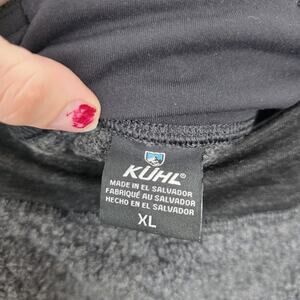 KÜHL®
MADE IN EL SALVADOR
FABRIQUÉ AU SALVADOR
HECHO EN EL SALVADOR
XL